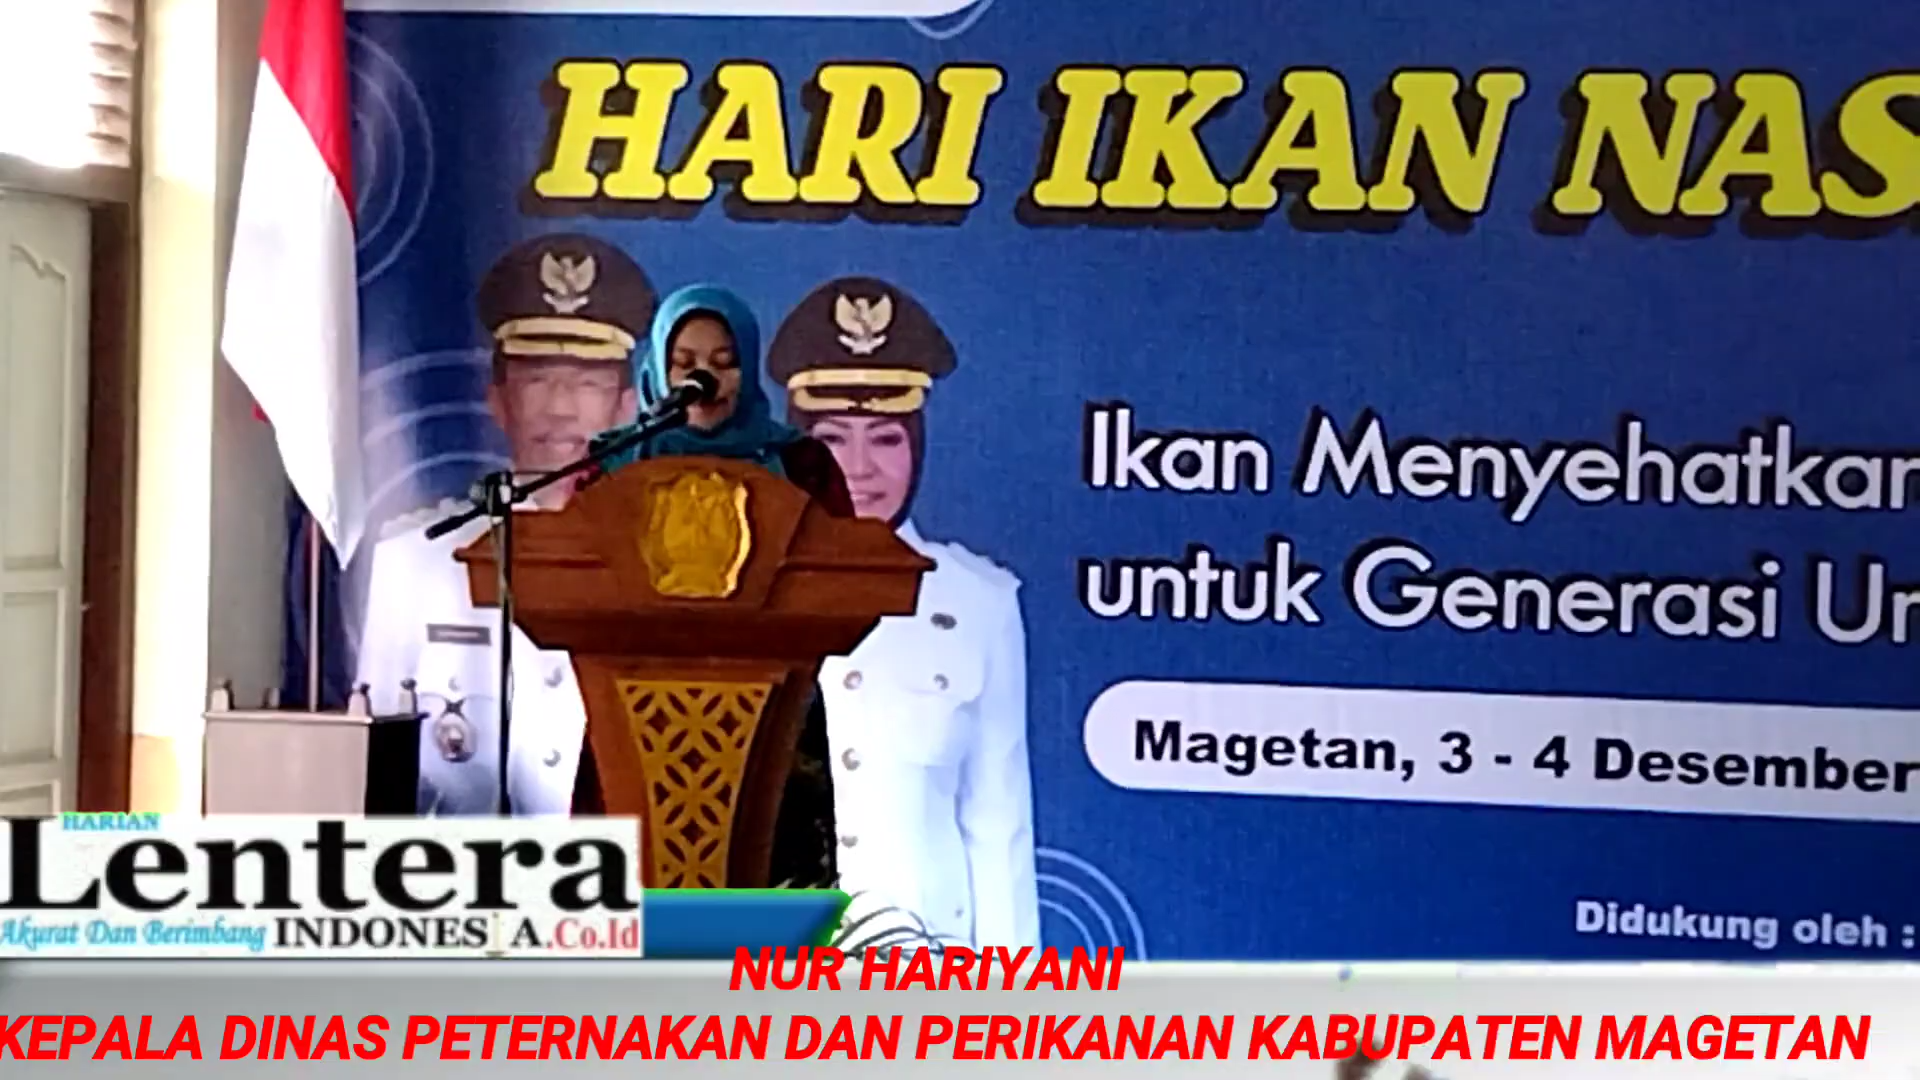 HARI IKAN NAS
Ikan Menyehatkan
untuk Generasi Un
Magetan, 3 - 4 Desember
Didukung oleh :
HARIAN
Lentera
Akurat Dan Berimbang INDONESIA.Co.Id
NUR HARIYANI
KEPALA DINAS PETERNAKAN DAN PERIKANAN KABUPATEN MAGETAN